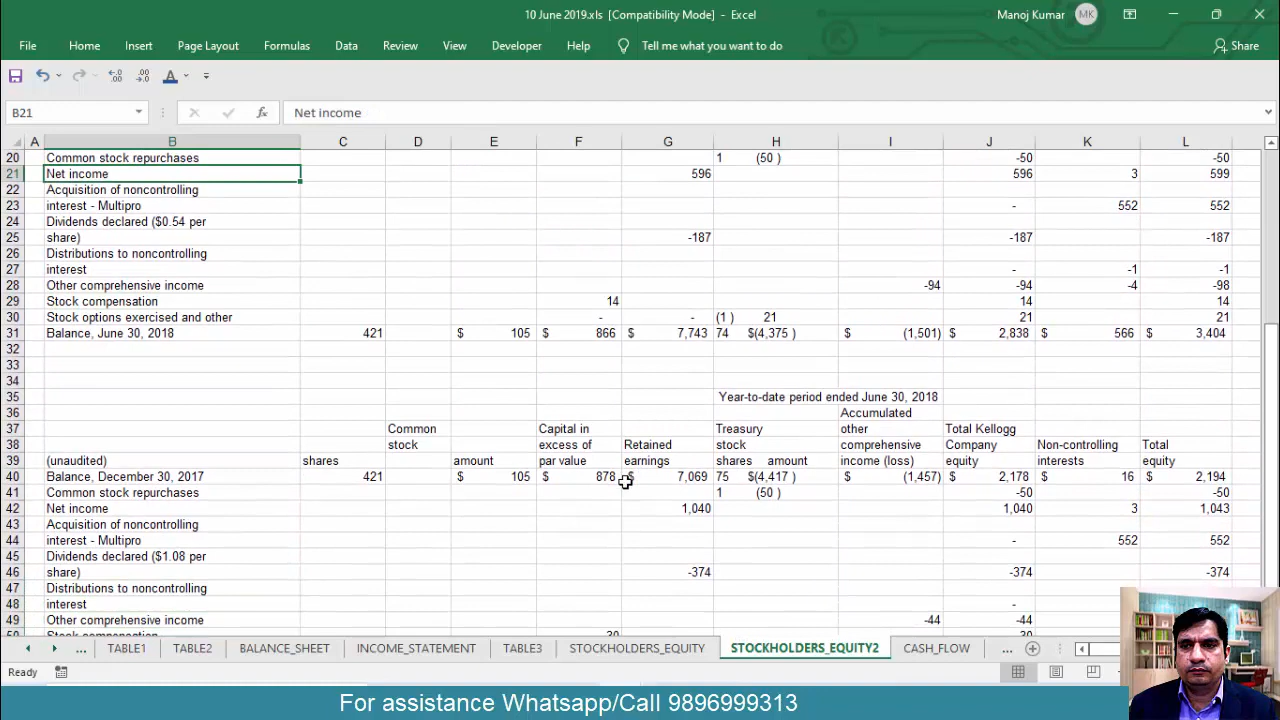 10 June 2019.xls [Compatibility Mode] - Excel
Manoj Kumar MK
File Home Insert Page Layout Formulas Data Review View Developer Help Tell me what you want to do Share
B21 Net income
A B C D E F G H I J K L
20 Common stock repurchases 1 (50 ) -50 -50
21 Net income 596 596 3 599
22 Acquisition of noncontrolling
23 interest - Multipro - 552 552
24 Dividends declared ($0.54 per
25 share) -187 -187 -187
26 Distributions to noncontrolling
27 interest - -1 -1
28 Other comprehensive income -94 -94 -4 -98
29 Stock compensation 14 14 14
30 Stock options exercised and other - - (1 ) 21 21 21
31 Balance, June 30, 2018 421 $ 105 $ 866 $ 7,743 74 $(4,375 ) $ (1,501) $ 2,838 $ 566 $ 3,404
32
33
34
35 Year-to-date period ended June 30, 2018
36 Accumulated
37 Common Capital in Treasury other Total Kellogg
38 stock excess of Retained stock comprehensive Company Non-controlling Total
39 (unaudited) shares amount par value earnings shares amount income (loss) equity interests equity
40 Balance, December 30, 2017 421 $ 105 $ 878 $ 7,069 75 $(4,417 ) $ (1,457) $ 2,178 $ 16 $ 2,194
41 Common stock repurchases 1 (50 ) -50 -50
42 Net income 1,040 1,040 3 1,043
43 Acquisition of noncontrolling
44 interest - Multipro - 552 552
45 Dividends declared ($1.08 per
46 share) -374 -374 -374
47 Distributions to noncontrolling
48 interest -
49 Other comprehensive income -44 -44
50 Stock compensation 30 30
TABLE1 TABLE2 BALANCE_SHEET INCOME_STATEMENT TABLE3 STOCKHOLDERS_EQUITY STOCKHOLDERS_EQUITY2 CASH_FLOW
Ready
For assistance Whatsapp/Call 9896999313